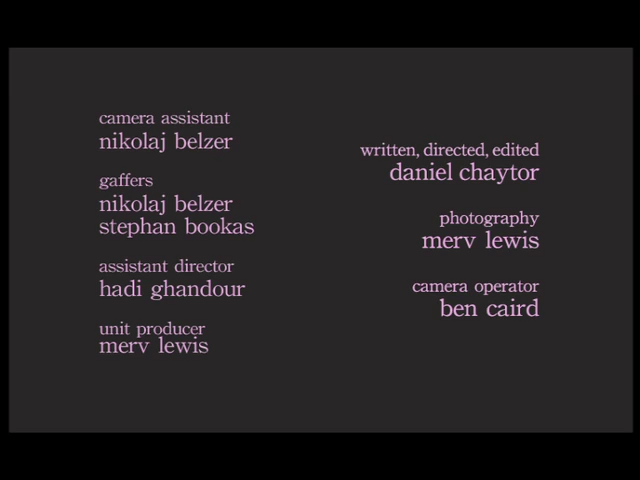 camera assistant
nikolaj belzer
gaffers
nikolaj belzer
stephan bookas
assistant director
hadi ghandour
unit producer
merv lewis
written, directed, edited
daniel chaytor
photography
merv lewis
camera operator
ben caird